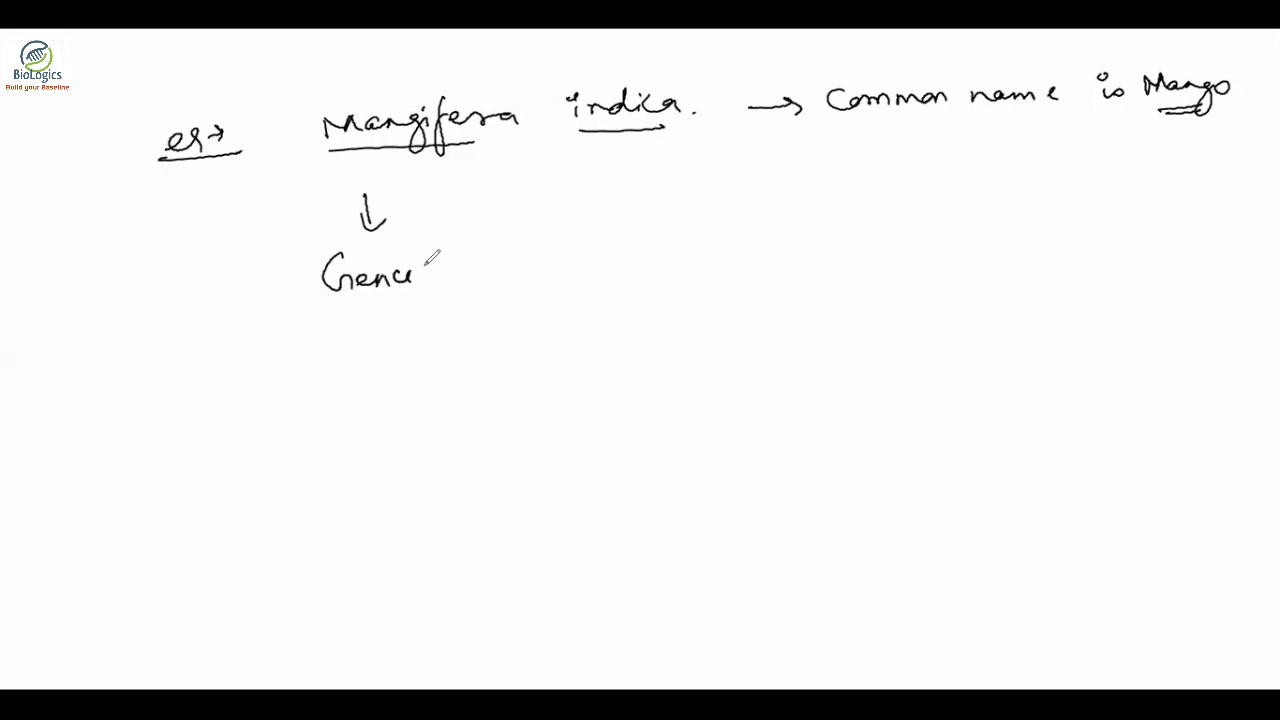 BioLogics
Build your Baseline
eg → Mangifera indica. → Common name is Mango
↓
Genu